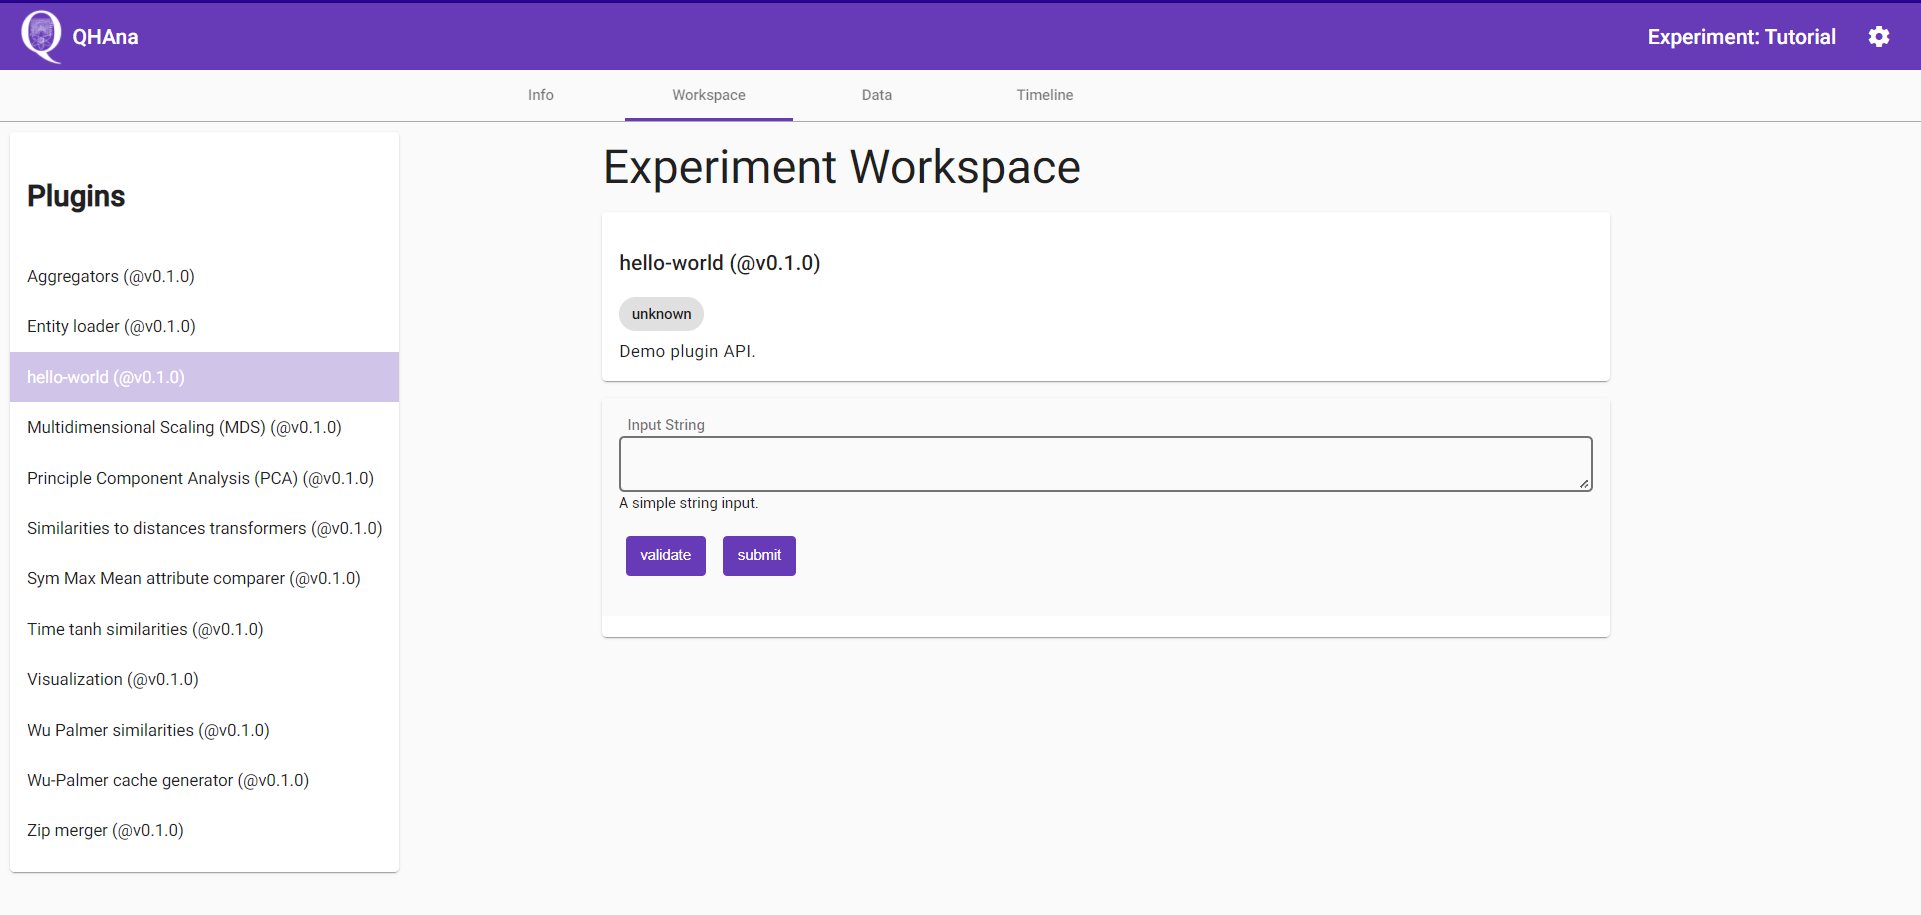 QHAna
Experiment: Tutorial
Info
Workspace
Data
Timeline
Plugins
Aggregators (@v0.1.0)
Entity loader (@v0.1.0)
hello-world (@v0.1.0)
Multidimensional Scaling (MDS) (@v0.1.0)
Principle Component Analysis (PCA) (@v0.1.0)
Similarities to distances transformers (@v0.1.0)
Sym Max Mean attribute comparer (@v0.1.0)
Time tanh similarities (@v0.1.0)
Visualization (@v0.1.0)
Wu Palmer similarities (@v0.1.0)
Wu-Palmer cache generator (@v0.1.0)
Zip merger (@v0.1.0)
Experiment Workspace
hello-world (@v0.1.0)
unknown
Demo plugin API.
Input String
A simple string input.
validate
submit